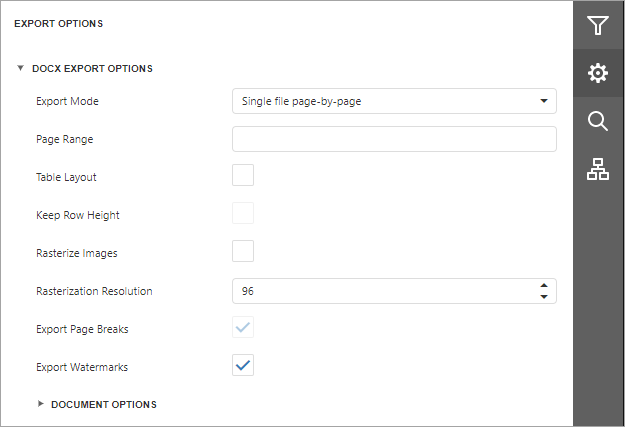 EXPORT OPTIONS
DOCX EXPORT OPTIONS
Export Mode Single file page-by-page
Page Range
Table Layout
Keep Row Height
Rasterize Images
Rasterization Resolution 96
Export Page Breaks
Export Watermarks
DOCUMENT OPTIONS